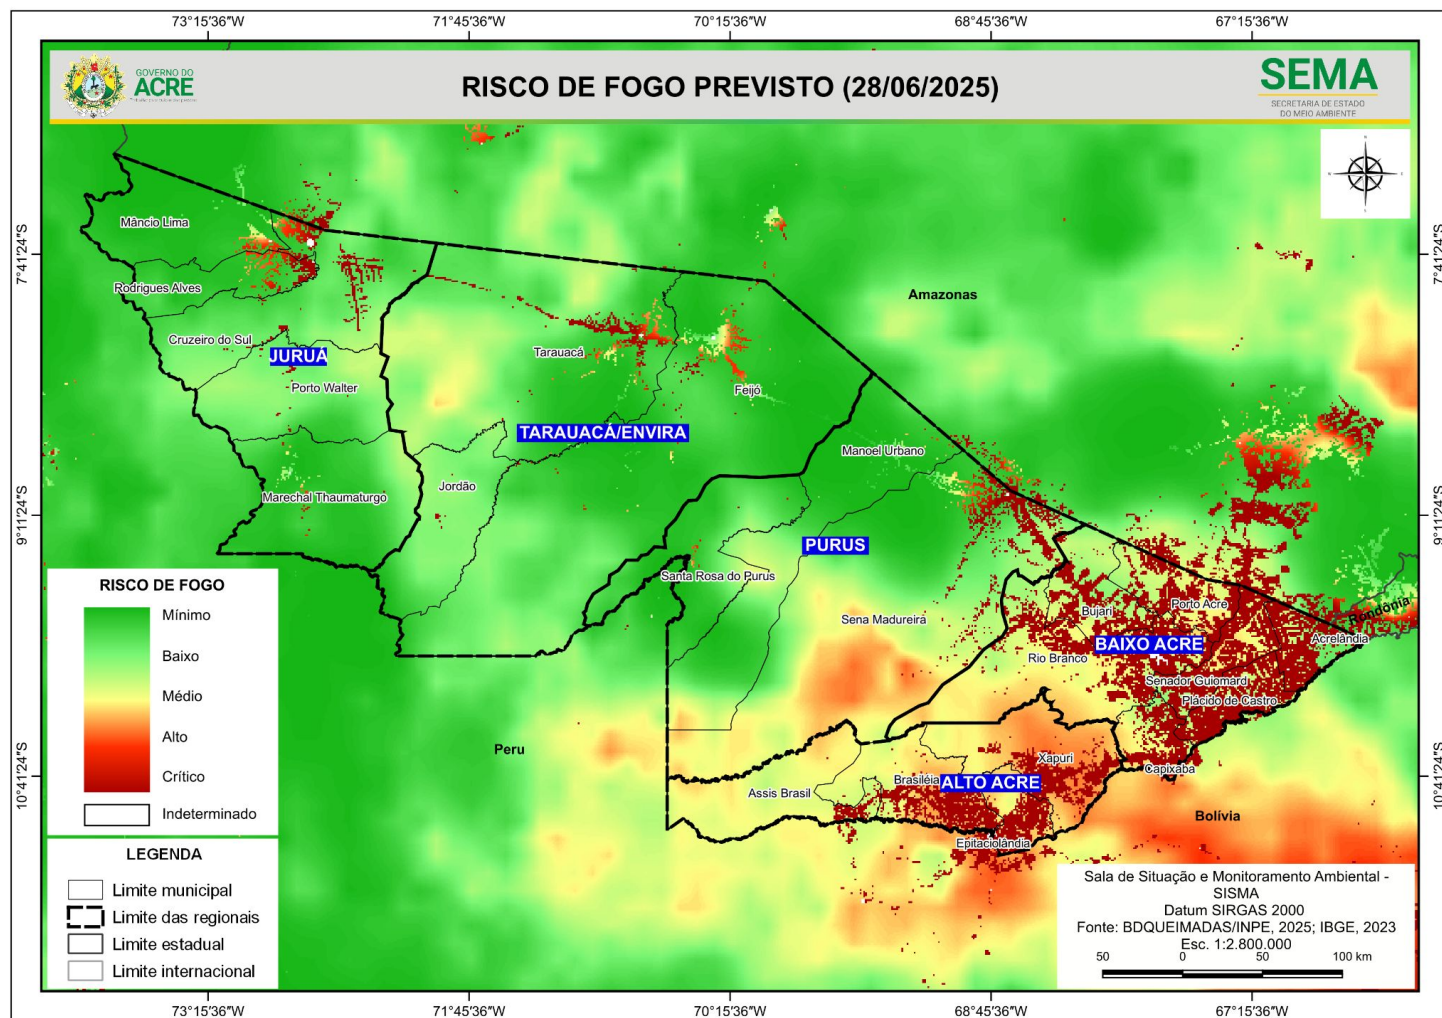 73°15'36"W
71°45'36"W
70°15'36"W
68°45'36"W
67°15'36"W
GOVERNO DO
ACRE
RISCO DE FOGO PREVISTO (28/06/2025)
SEMA
SECRETARIA DE ESTADO
DO MEIO AMBIENTE
N
Mâncio Lima
7°41'24"S
7°41'24"S
Rodrigues Alves
Amazonas
Cruzeiro do Sul
JURUA
Tarauacá
Porto Walter
Feijó
TARAUACÁ/ENVIRA
Manoel Urbano
Jordão
Marechal Thaumaturgo
9°11'24"S
9°11'24"S
PURUS
Santa Rosa do Purus
RISCO DE FOGO
Mínimo
Baixo
Médio
Alto
Crítico
Indeterminado
Sena Madureira
Bujari
Porto Acre
Rondônia
Acrelândia
BAIXO ACRE
Rio Branco
Senador Guiomard
Plácido de Castro
Peru
Xapuri
Capixaba
10°41'24"S
10°41'24"S
Brasiléia
ALTO ACRE
Assis Brasil
Bolívia
Epitaciolândia
LEGENDA
Limite municipal
Limite das regionais
Limite estadual
Limite internacional
Sala de Situação e Monitoramento Ambiental -
SISMA
Datum SIRGAS 2000
Fonte: BDQUEIMADAS/INPE, 2025; IBGE, 2023
Esc. 1:2.800.000
50 0 50 100 km
73°15'36"W
71°45'36"W
70°15'36"W
68°45'36"W
67°15'36"W